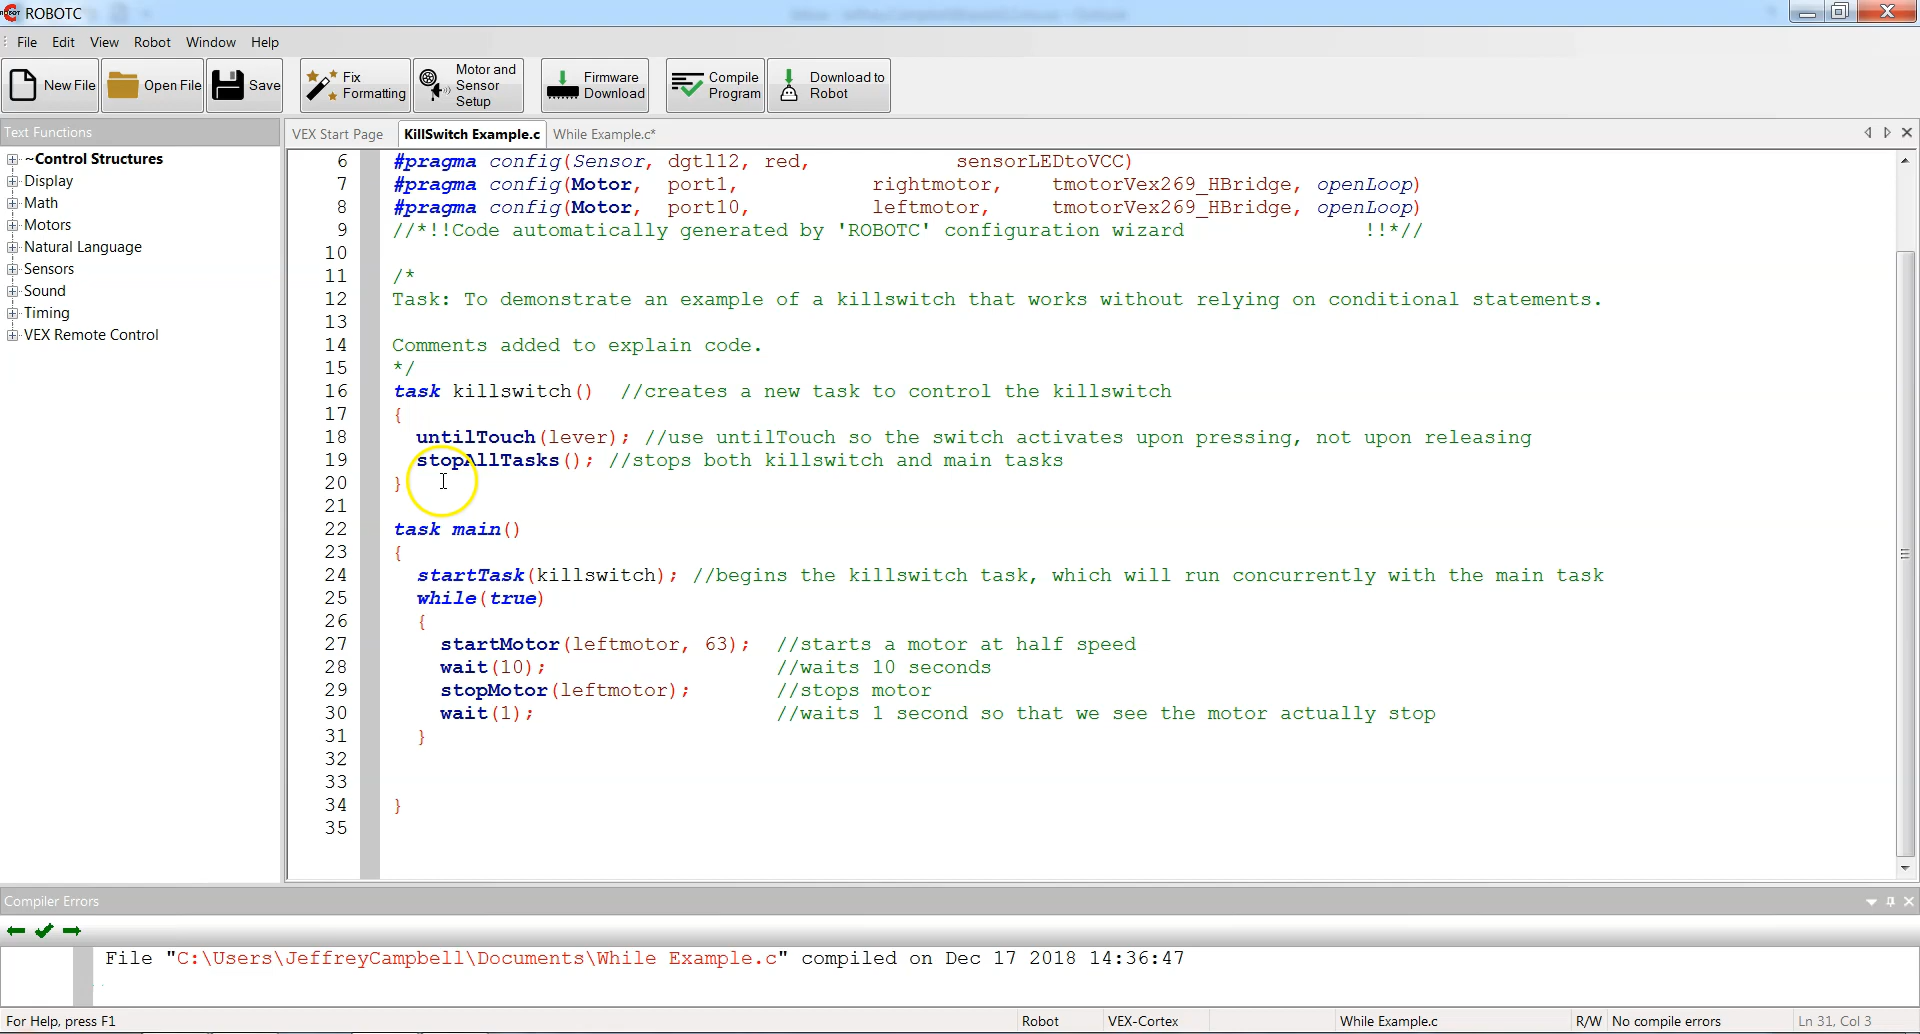 ROBOTC
File Edit View Robot Window Help
New File Open File Save Fix Formatting Motor and Sensor Setup Firmware Download Compile Program Download to Robot
Text Functions
~Control Structures
Display
Math
Motors
Natural Language
Sensors
Sound
Timing
VEX Remote Control
VEX Start Page KillSwitch Example.c While Example.c*
6 #pragma config(Sensor, dgtl12, red, sensorLEDtoVCC)
7 #pragma config(Motor, port1, rightmotor, tmotorVex269_HBridge, openLoop)
8 #pragma config(Motor, port10, leftmotor, tmotorVex269_HBridge, openLoop)
9 //*!!Code automatically generated by 'ROBOTC' configuration wizard !!*//
10
11 /*
12 Task: To demonstrate an example of a killswitch that works without relying on conditional statements.
13
14 Comments added to explain code.
15 */
16 task killswitch() //creates a new task to control the killswitch
17 {
18 untilTouch(lever); //use untilTouch so the switch activates upon pressing, not upon releasing
19 stopAllTasks(); //stops both killswitch and main tasks
20 }
21
22 task main()
23 {
24 startTask(killswitch); //begins the killswitch task, which will run concurrently with the main task
25 while(true)
26 {
27 startMotor(leftmotor, 63); //starts a motor at half speed
28 wait(10); //waits 10 seconds
29 stopMotor(leftmotor); //stops motor
30 wait(1); //waits 1 second so that we see the motor actually stop
31 }
32
33
34 }
35
Compiler Errors
File "C:\Users\JeffreyCampbell\Documents\While Example.c" compiled on Dec 17 2018 14:36:47
For Help, press F1 Robot VEX-Cortex While Example.c R/W No compile errors Ln 31, Col 3